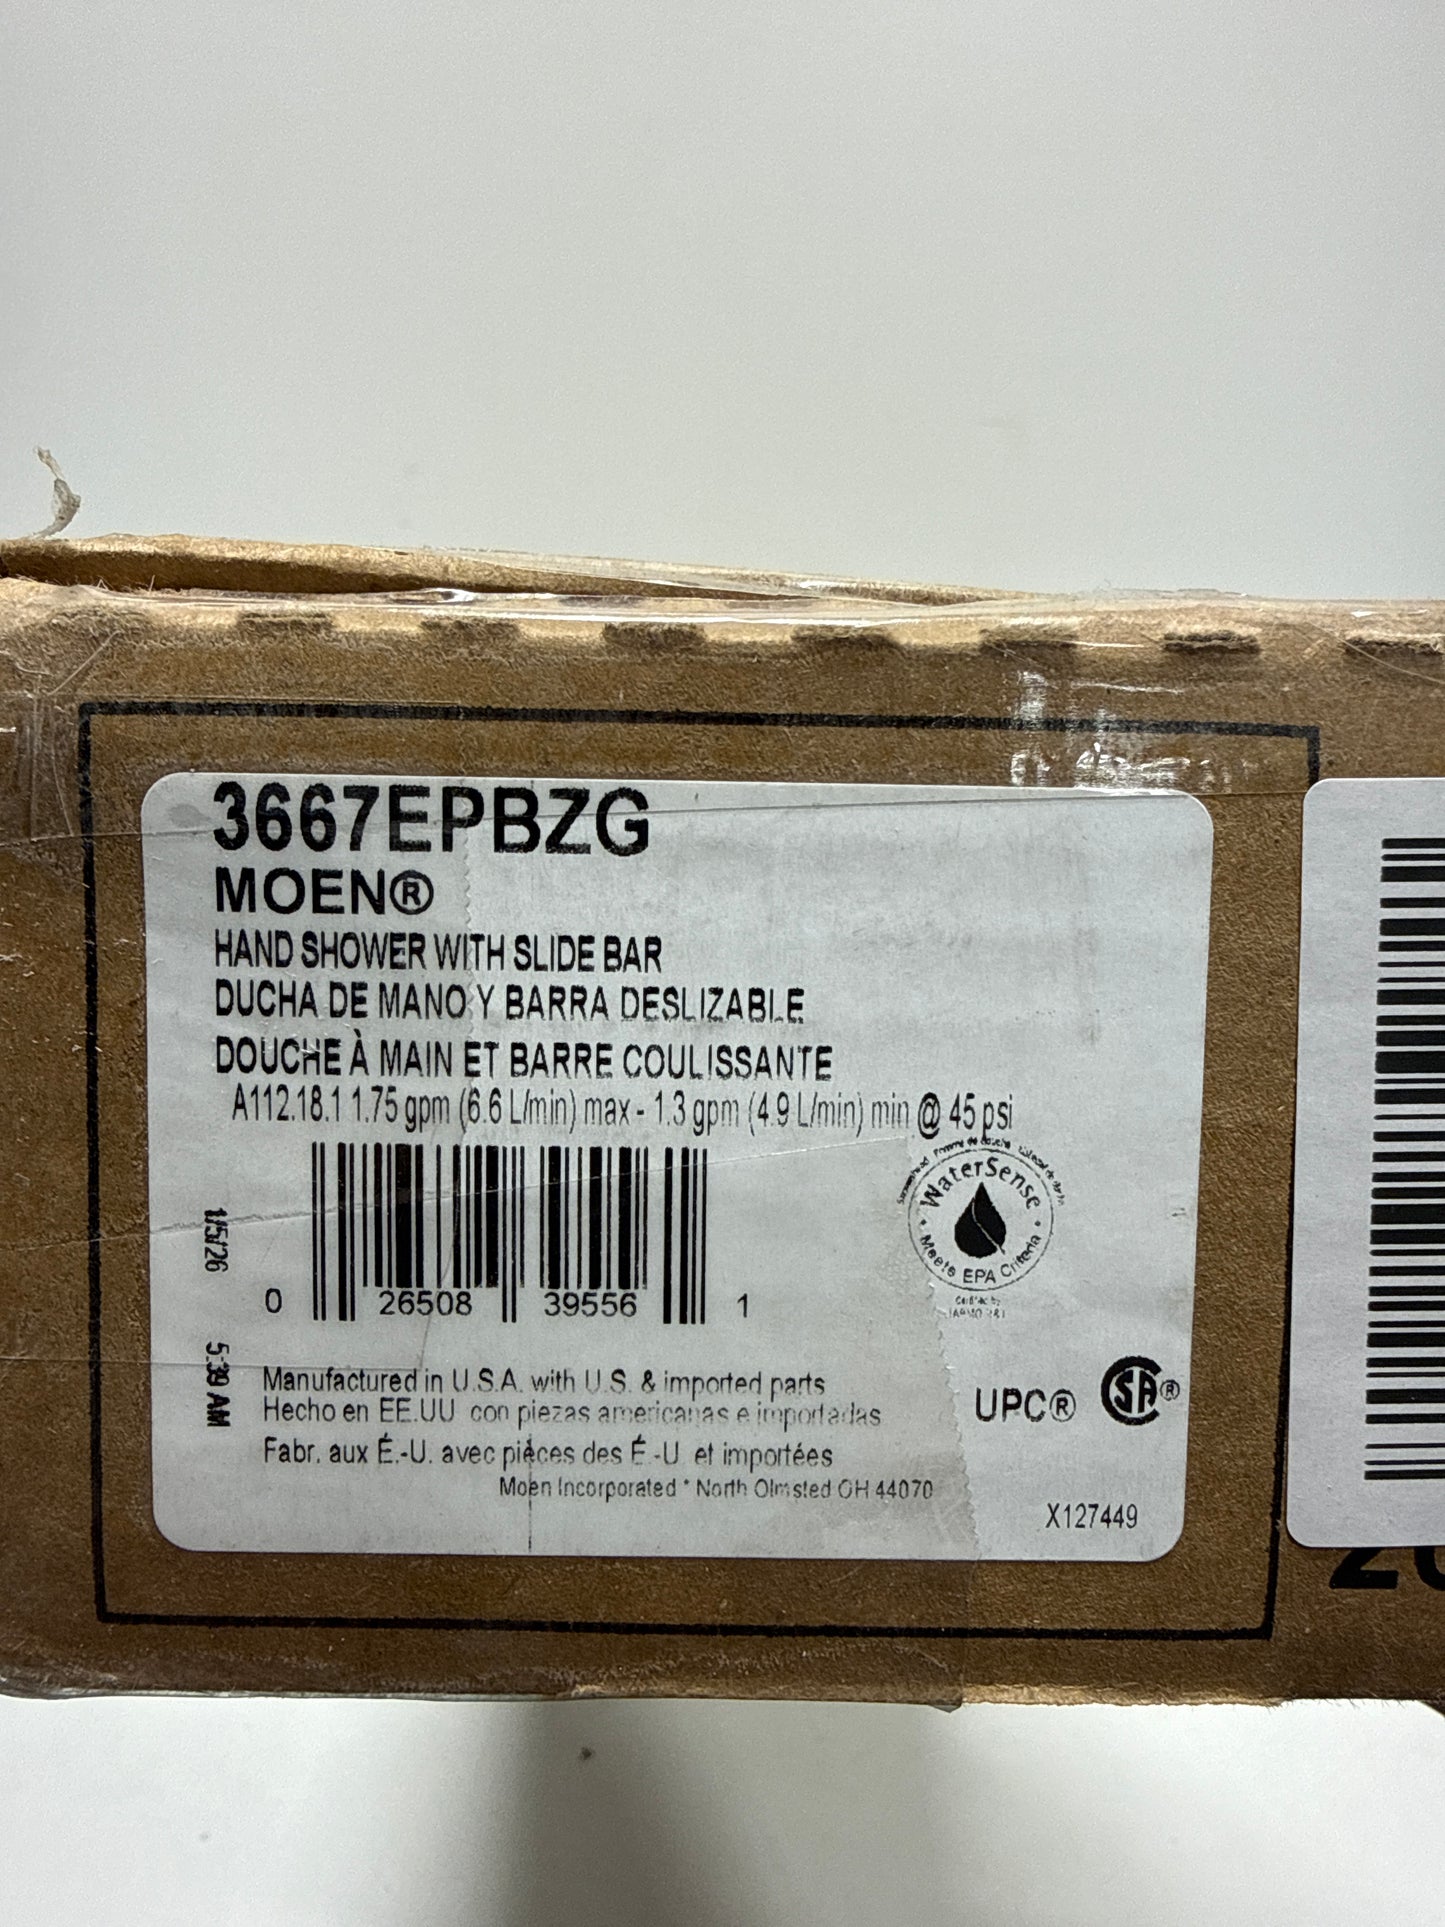 3667EPBZG
MOEN®
HAND SHOWER WITH SLIDE BAR
DUCHA DE MANO Y BARRA DESLIZABLE
DOUCHE À MAIN ET BARRE COULISSANTE
A112.18.1 1.75 gpm (6.6 L/min) max - 1.3 gpm (4.9 L/min) min @ 45 psi
WaterSense
Meets EPA Criteria
Certified by
1/5/26 5:39 AM
0 26508 39556 1
Manufactured in U.S.A. with U.S. & imported parts
Hecho en EE.UU con piezas americanas e importadas
Fabr. aux É.-U. avec pièces des É.-U. et importées
Moen Incorporated * North Olmsted OH 44070
UPC® SA®
X127449